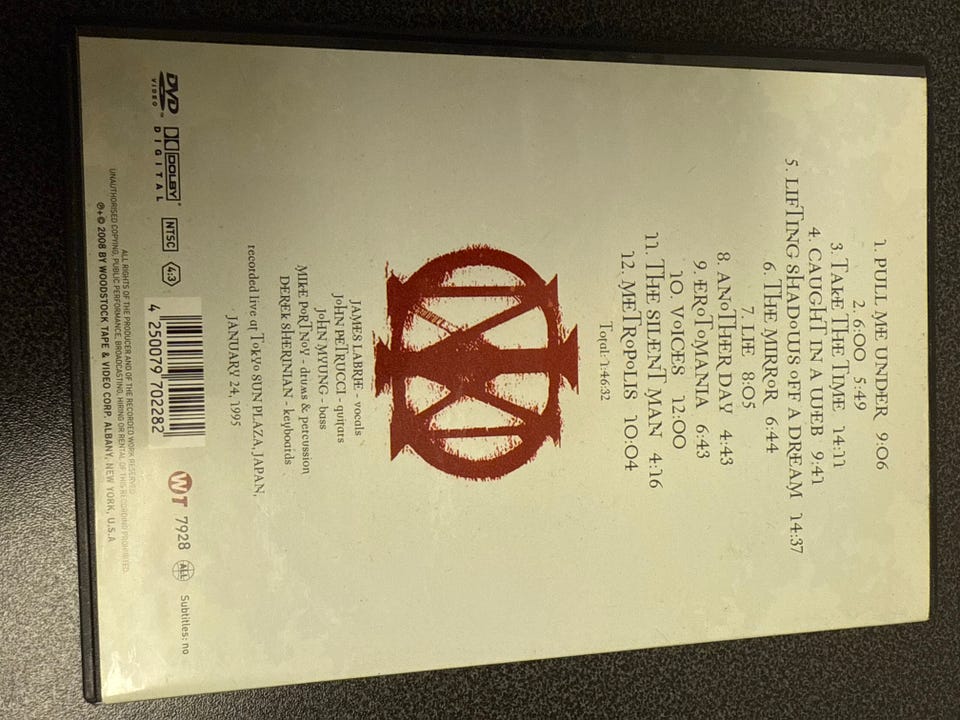 1. PULL ME UNDER 9:06
2. 6:00 5:49
3. TAKE THE TIME 14:11
4. CAUGHT IN A WEB 9:41
5. LIFTING SHADOWS OFF A DREAM 14:37
6. THE MIRROR 6:44
7. LIE 8:05
8. ANOTHER DAY 4:43
9. EROTOMANIA 6:43
10. VOICES 12:00
11. THE SILENT MAN 4:16
12. METROPOLIS 10:04
Total: 1:46:32
JAMES LABRIE - vocals
JOHN PETRUCCI - guitars
JOHN MYUNG - bass
MIKE PORTNOY - drums & percussion
DEREK SHERINIAN - keyboards
recorded live at TOKYO SUN PLAZA, JAPAN,
JANUARY 24, 1995
DVD VIDEO DOLBY DIGITAL NTSC 4:3 4 250079 702282 WT 7928 ALL Subtitles: no
ALL RIGHTS OF THE PRODUCER AND OF THE RECORDED WORK RESERVED.
UNAUTHORISED COPYING, PUBLIC PERFORMANCE, BROADCASTING, HIRING OR RENTAL OF THIS RECORDING PROHIBITED.
℗+© 2008 BY WOODSTOCK TAPE & VIDEO CORP. ALBANY, NEW YORK, U.S.A